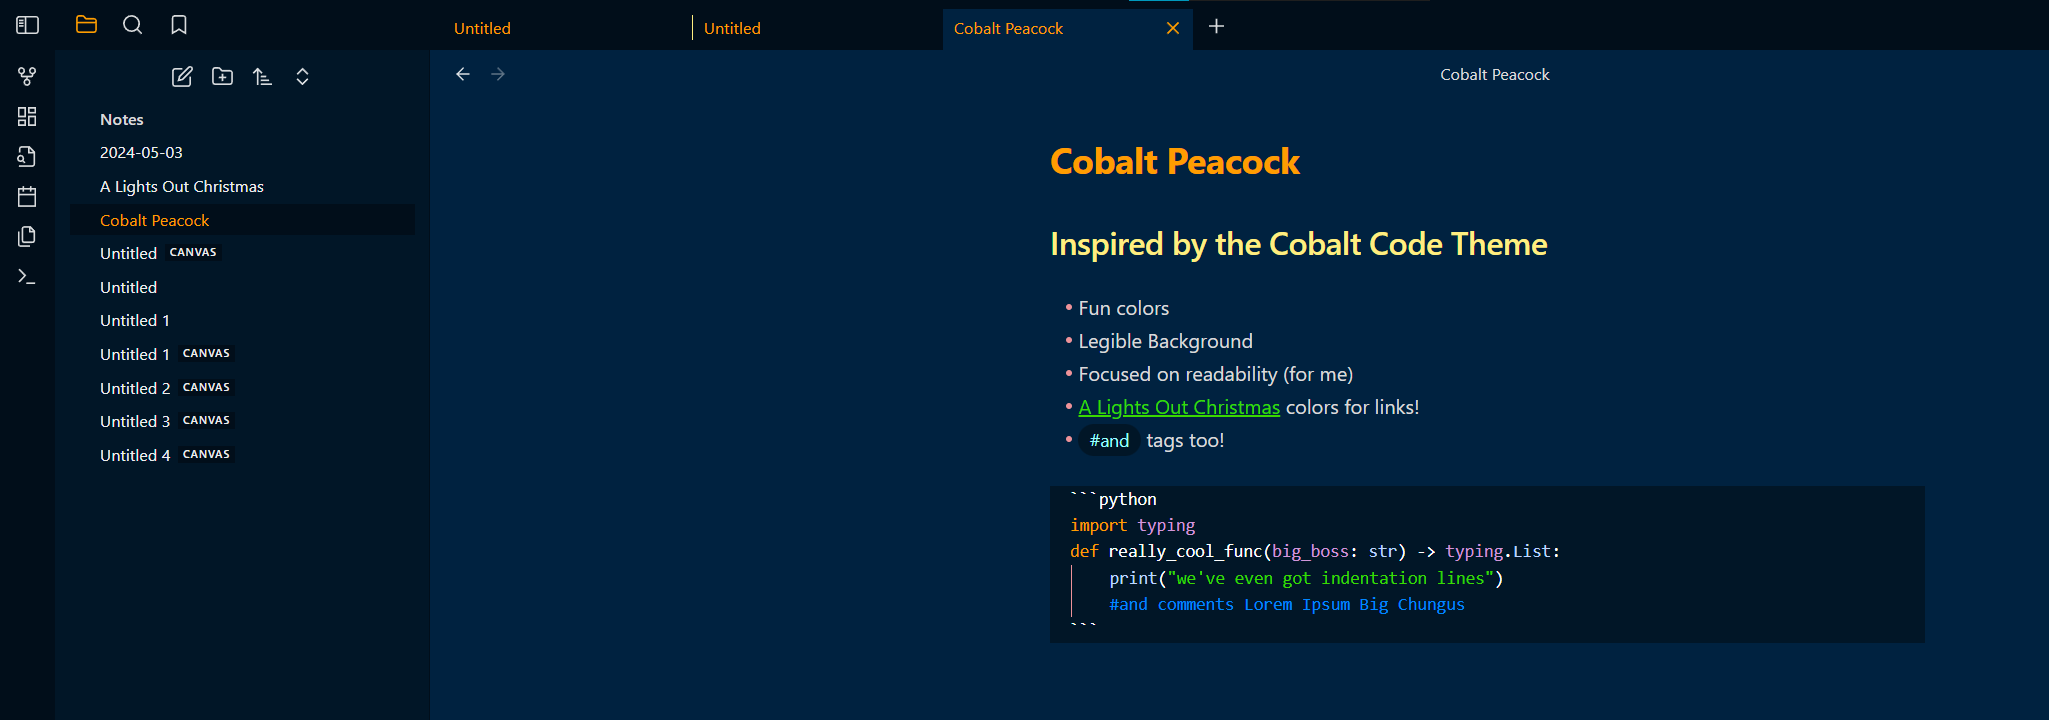 Untitled
Untitled
Cobalt Peacock
Cobalt Peacock
Notes
2024-05-03
A Lights Out Christmas
Cobalt Peacock
Untitled CANVAS
Untitled
Untitled 1
Untitled 1 CANVAS
Untitled 2 CANVAS
Untitled 3 CANVAS
Untitled 4 CANVAS
Cobalt Peacock
Inspired by the Cobalt Code Theme
• Fun colors
• Legible Background
• Focused on readability (for me)
• A Lights Out Christmas colors for links!
• #and tags too!
```python
import typing
def really_cool_func(big_boss: str) -> typing.List:
    print("we've even got indentation lines")
    #and comments Lorem Ipsum Big Chungus
```